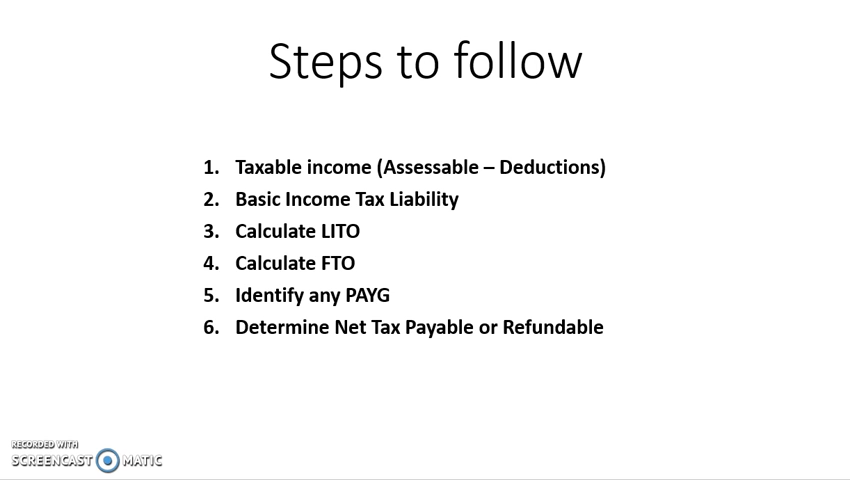 Steps to follow
1. Taxable income (Assessable – Deductions)
2. Basic Income Tax Liability
3. Calculate LITO
4. Calculate FTO
5. Identify any PAYG
6. Determine Net Tax Payable or Refundable
RECORDED WITH
SCREENCAST MATIC